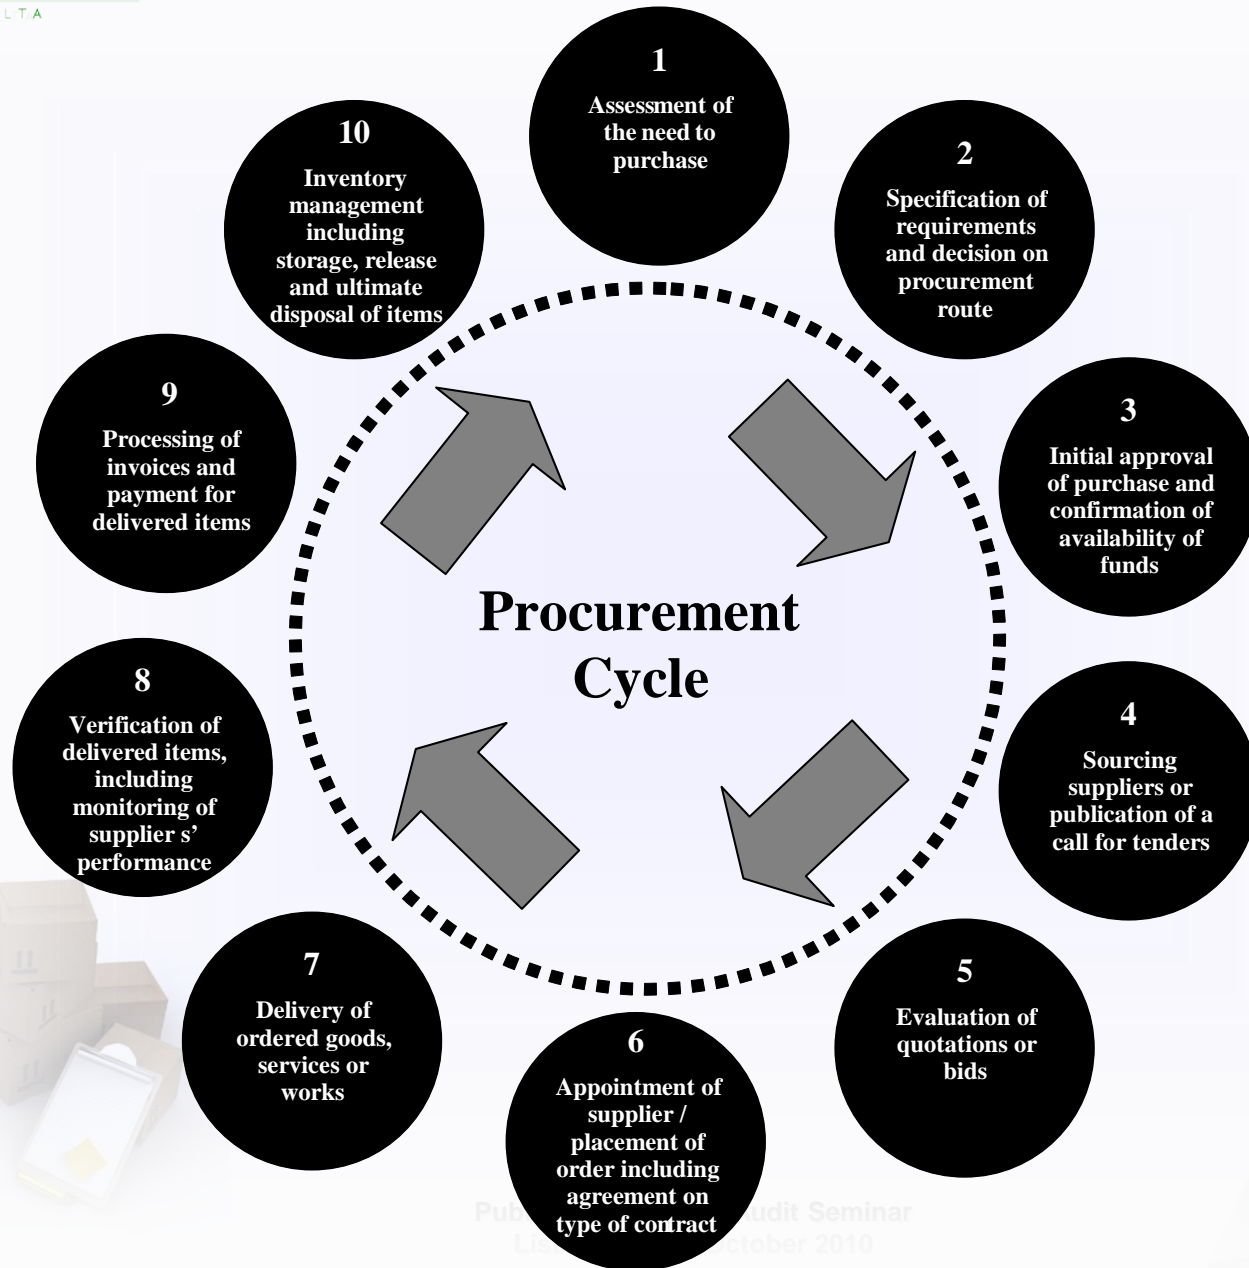 L T A
1
Assessment of
the need to
purchase
2
Specification of
requirements
and decision on
procurement
route
3
Initial approval
of purchase and
confirmation of
availability of
funds
4
Sourcing
suppliers or
publication of a
call for tenders
5
Evaluation of
quotations or
bids
6
Appointment of
supplier /
placement of
order including
agreement on
type of contract
7
Delivery of
ordered goods,
services or
works
8
Verification of
delivered items,
including
monitoring of
supplier s’
performance
9
Processing of
invoices and
payment for
delivered items
10
Inventory
management
including
storage, release
and ultimate
disposal of items
Procurement
Cycle
Seminar
2010